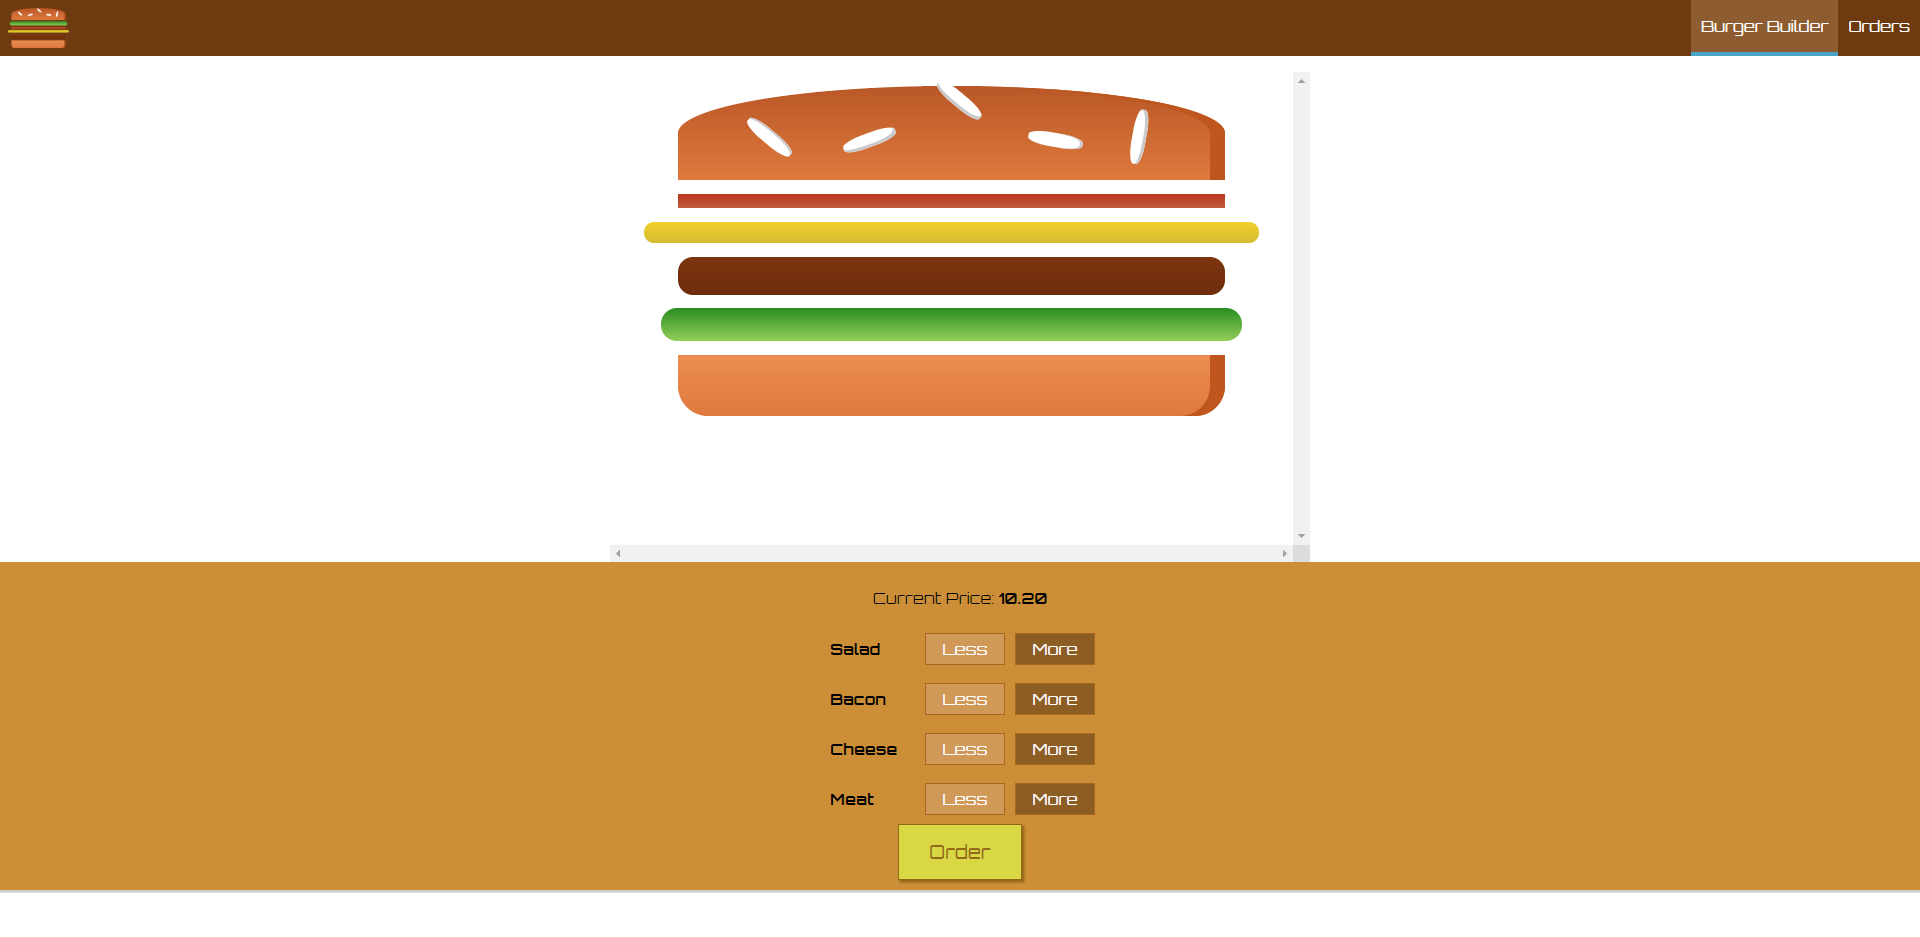 Burger Builder Orders
Current Price: 10.20
Salad Less More
Bacon Less More
Cheese Less More
Meat Less More
Order